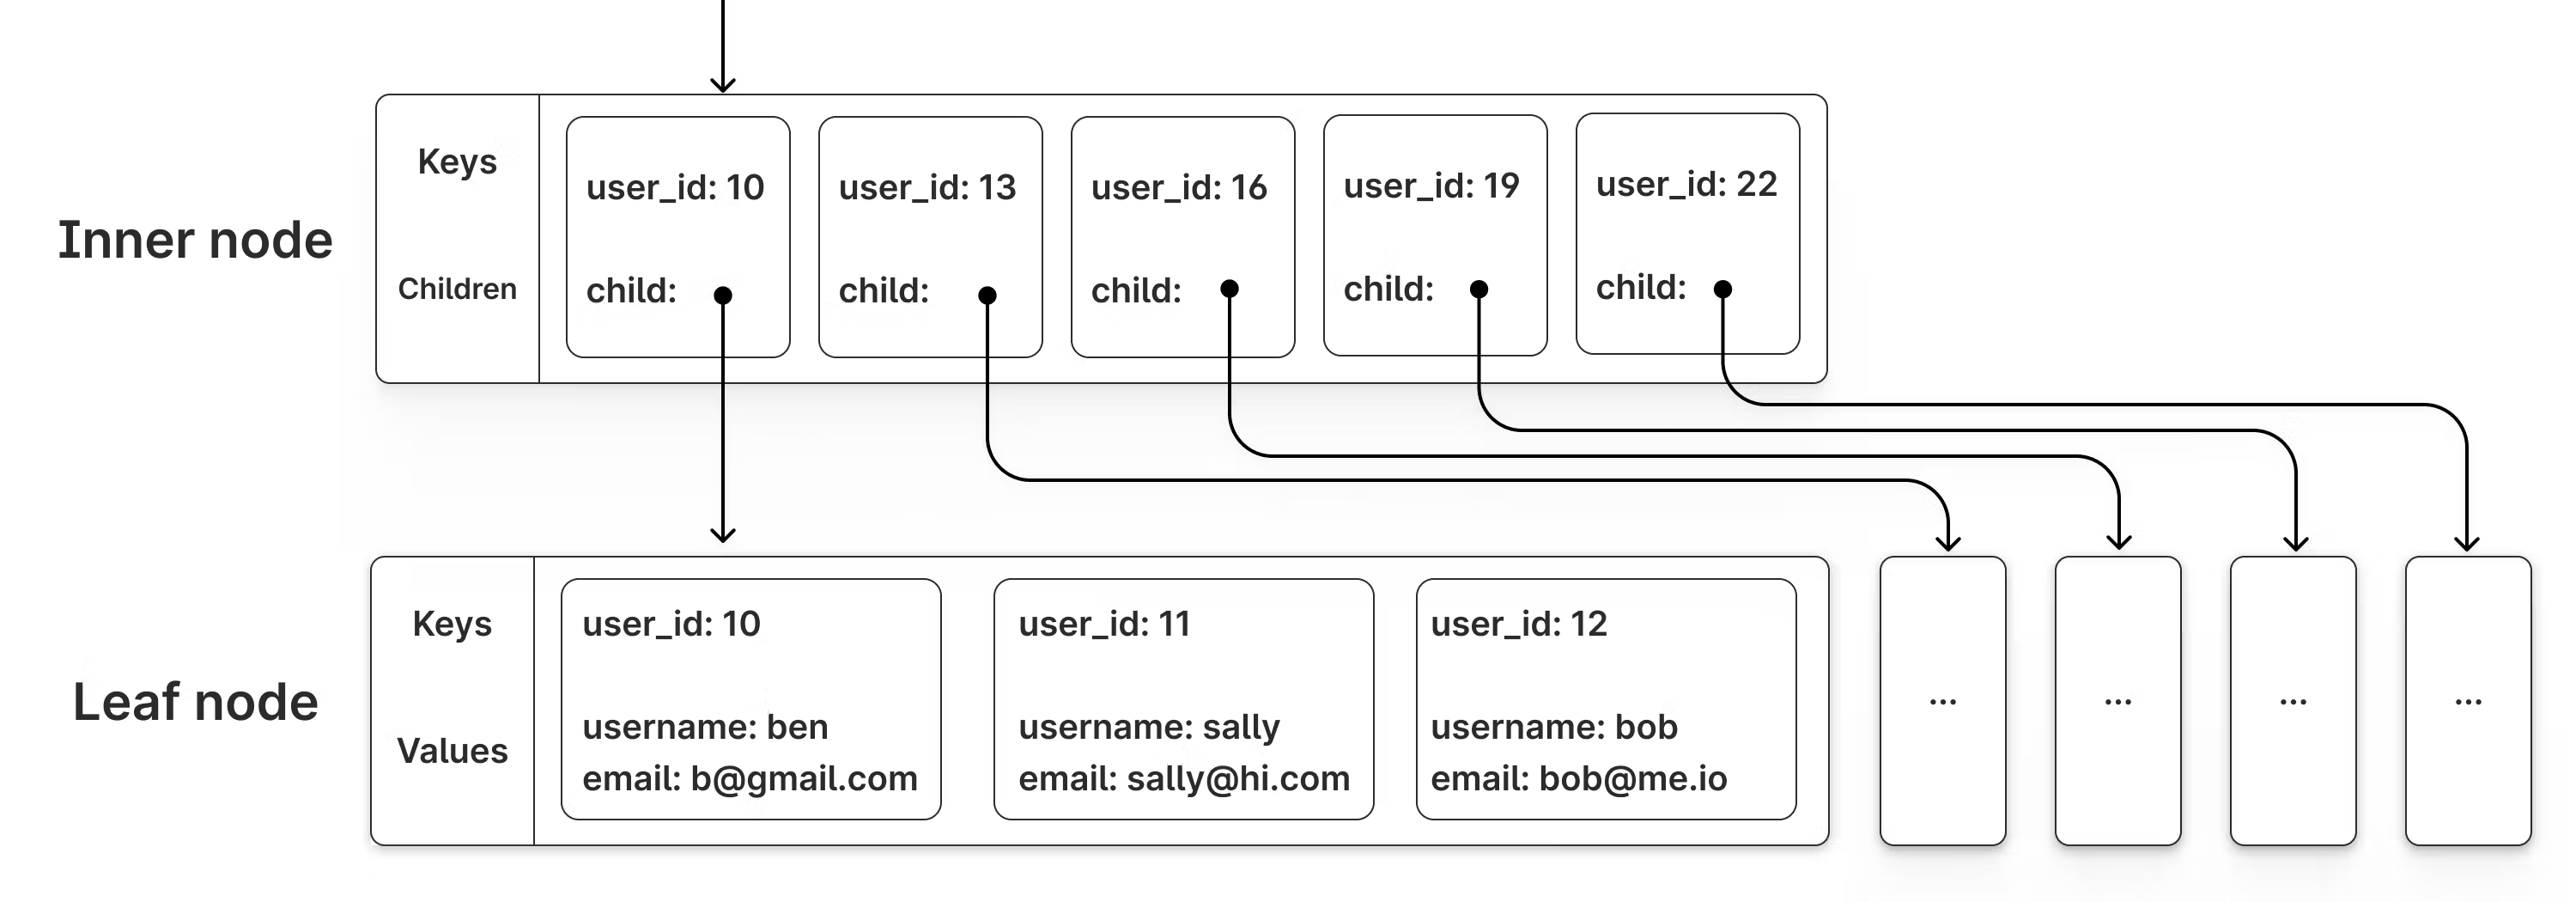 Inner node
Keys
Children
user_id: 10
child:
user_id: 13
child:
user_id: 16
child:
user_id: 19
child:
user_id: 22
child:
Leaf node
Keys
Values
user_id: 10
username: ben
email: b@gmail.com
user_id: 11
username: sally
email: sally@hi.com
user_id: 12
username: bob
email: bob@me.io
...
...
...
...